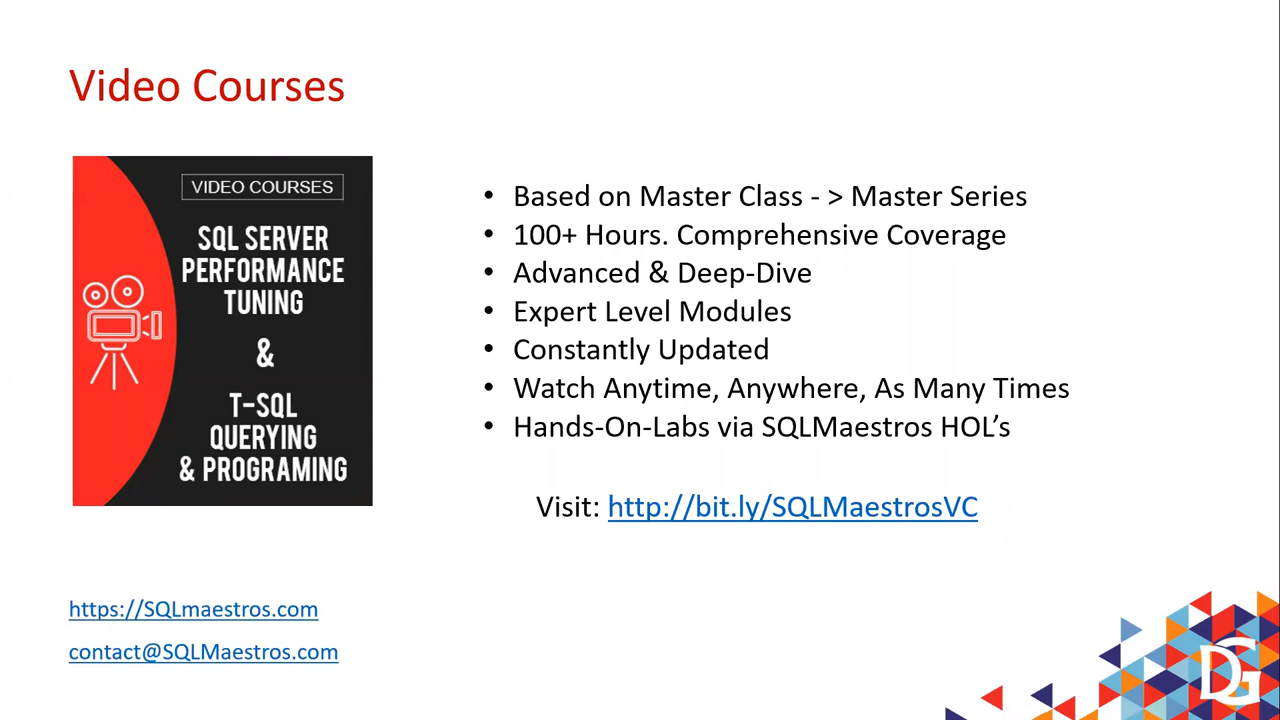 Video Courses
VIDEO COURSES
SQL SERVER
PERFORMANCE
TUNING
&
T-SQL
QUERYING
& PROGRAMING
• Based on Master Class - > Master Series
• 100+ Hours. Comprehensive Coverage
• Advanced & Deep-Dive
• Expert Level Modules
• Constantly Updated
• Watch Anytime, Anywhere, As Many Times
• Hands-On-Labs via SQLMaestros HOL’s
Visit: http://bit.ly/SQLMaestrosVC
https://SQLmaestros.com
contact@SQLMaestros.com
DG